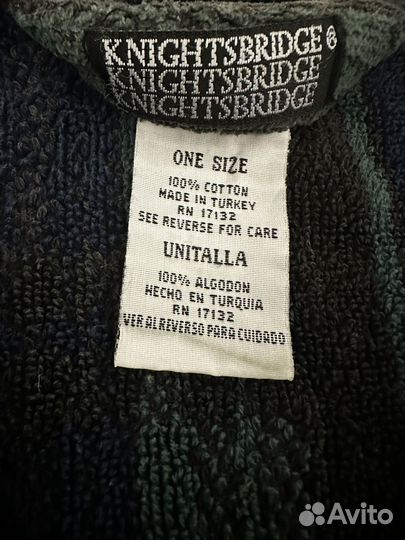 KNIGHTSBRIDGE®
KNIGHTSBRIDGE
KNIGHTSBRIDGE
ONE SIZE
100% COTTON
MADE IN TURKEY
RN 17132
SEE REVERSE FOR CARE
UNITALLA
100% ALGODON
HECHO EN TURQUIA
RN 17132
VER AL REVERSO PARA CUIDADO
Avito